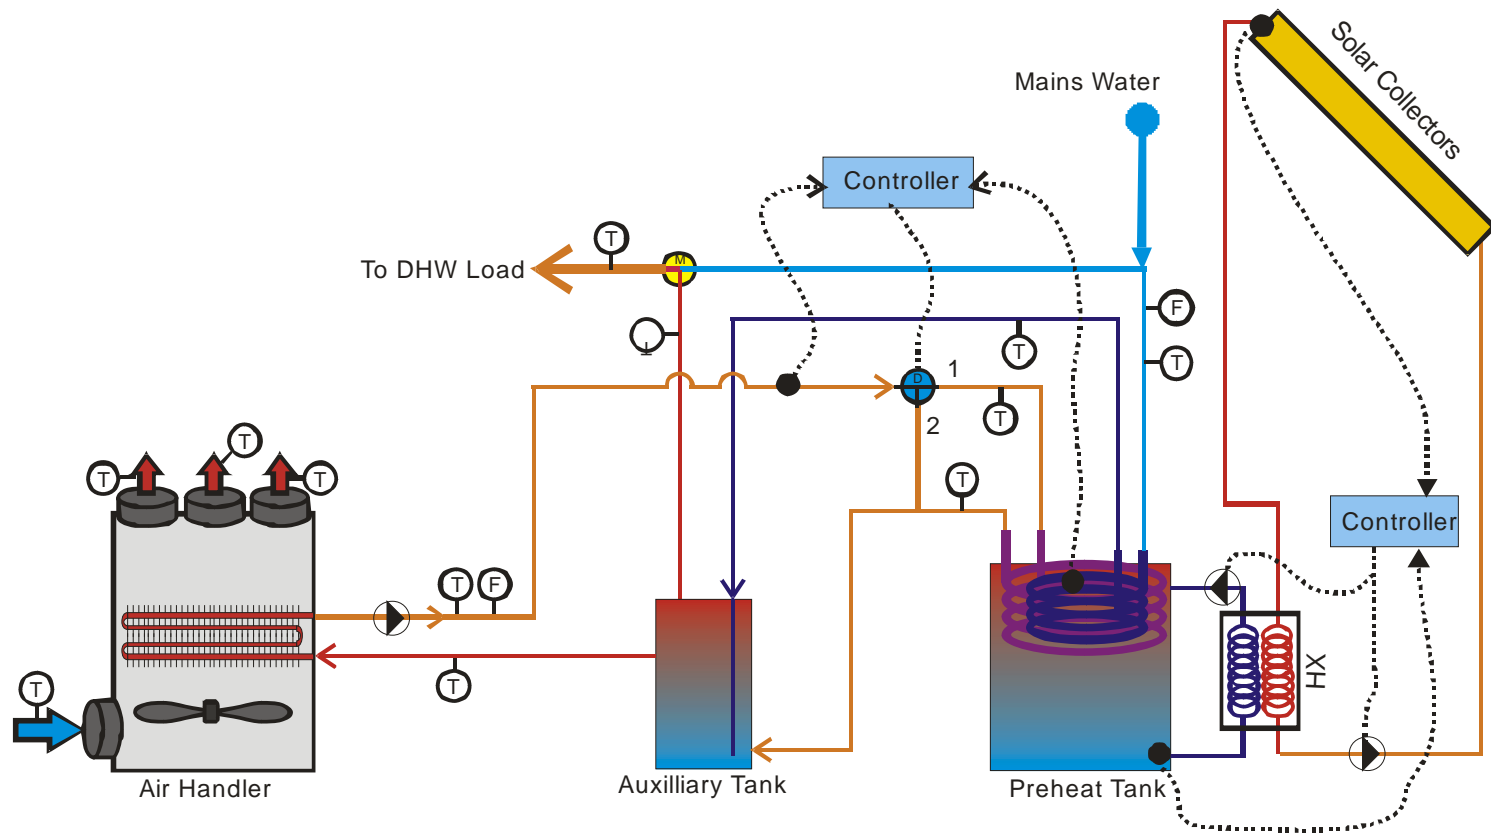 Solar Collectors
Mains Water
Controller
T
To DHW Load
M
F
T
T
T
D
1
T
2
T
T
T
T
T
Controller
T
F
T
HX
T
Air Handler
Auxilliary Tank
Preheat Tank